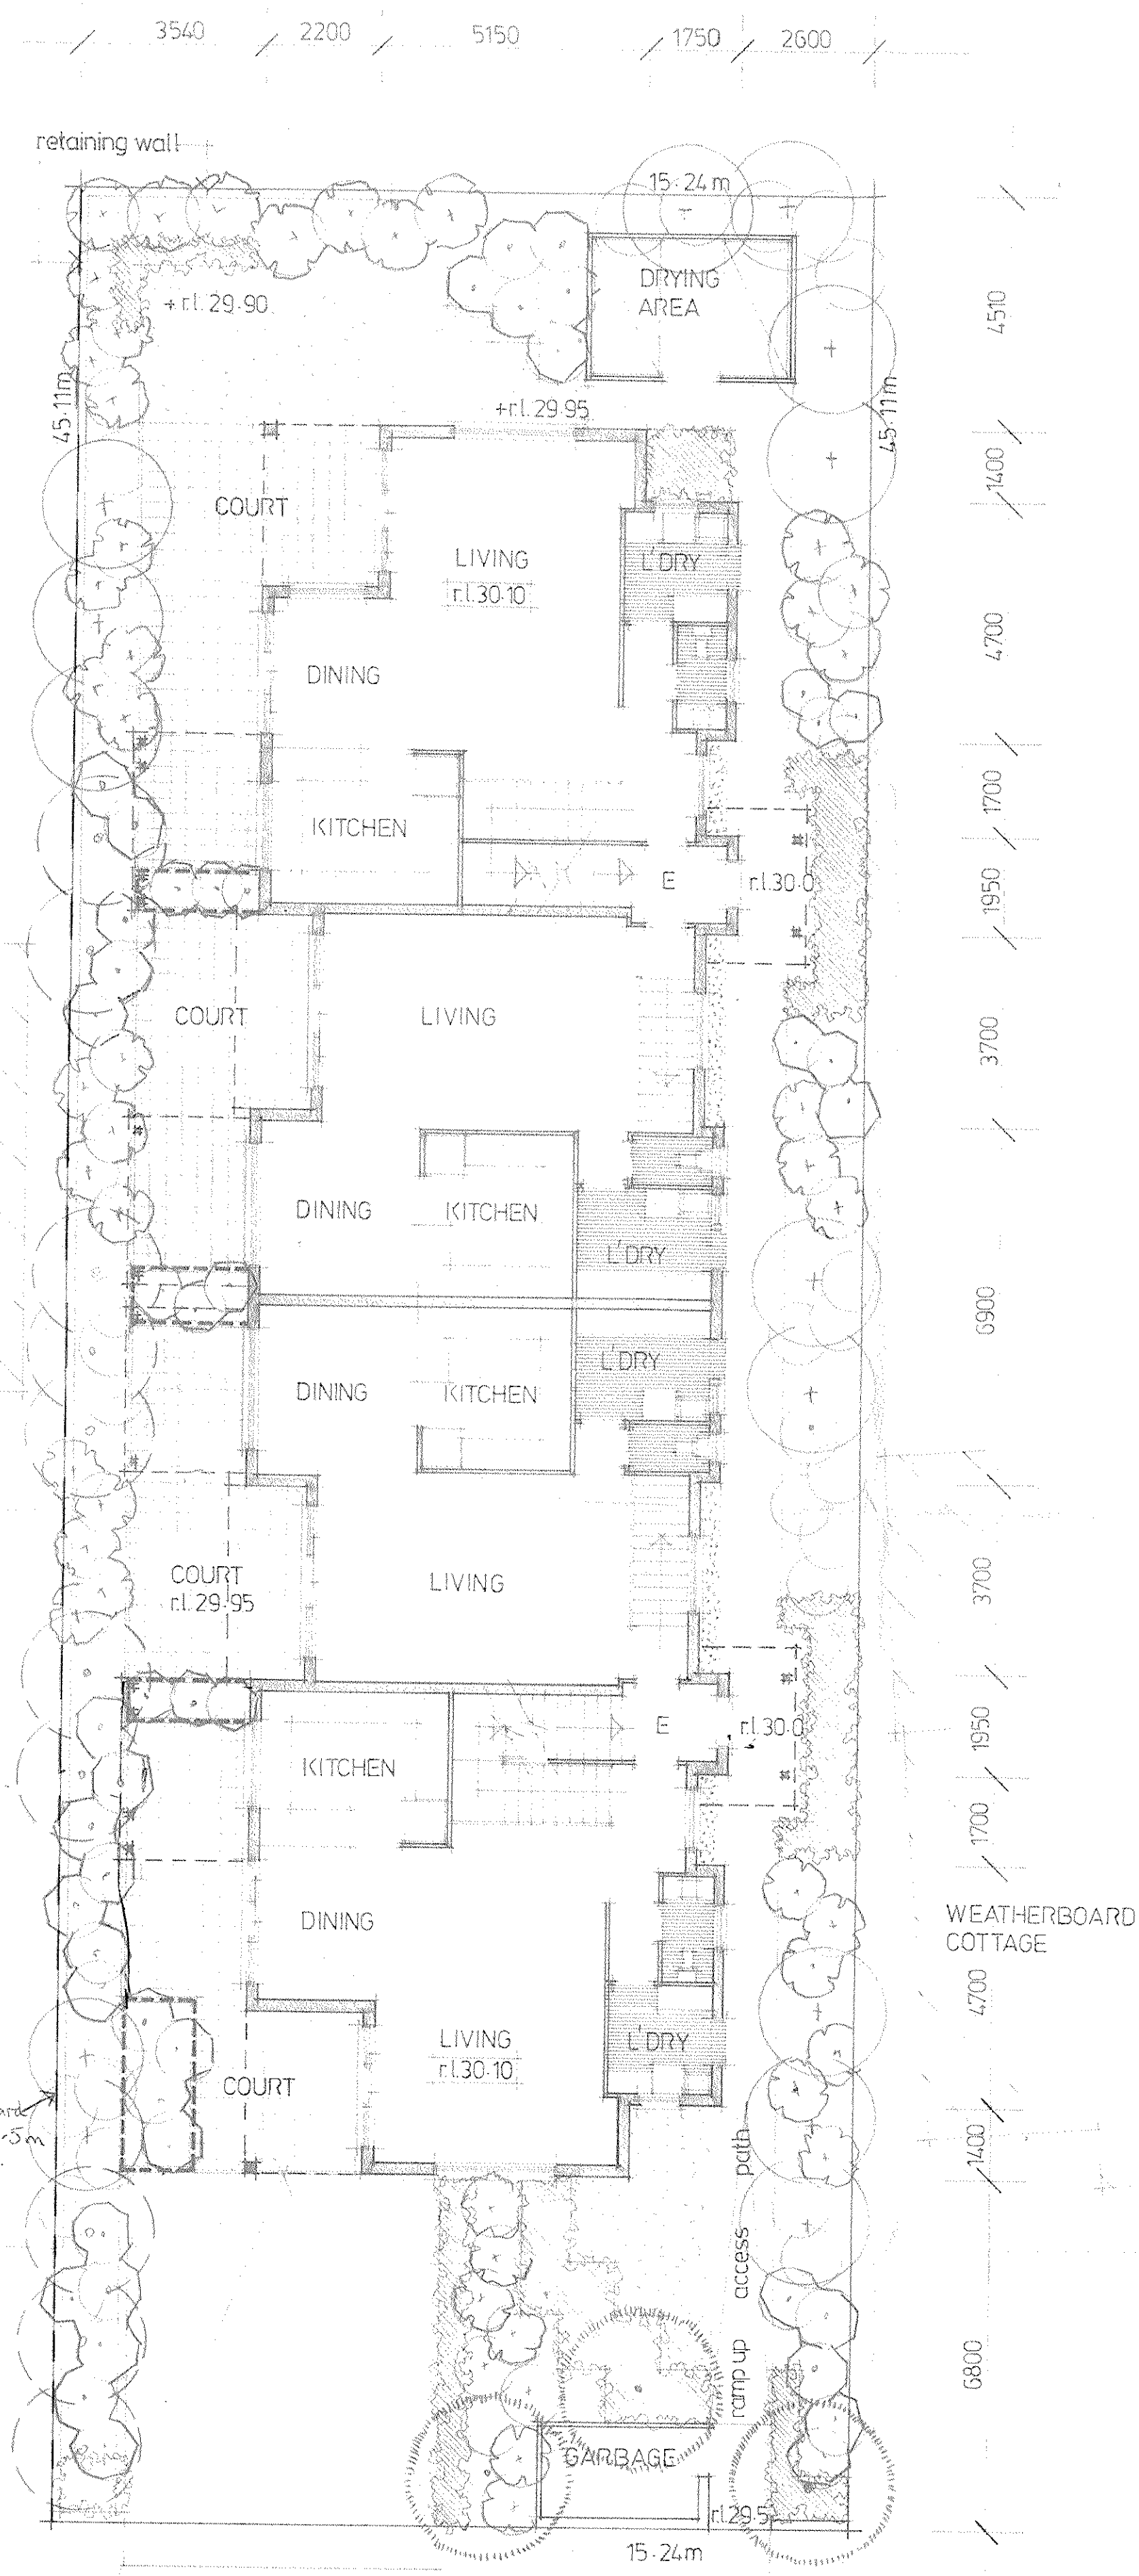 3540 2200 5150 1750 2600
retaining wall
15·24m
DRYING
AREA
+r.l.29·90
4510
45·11m
45·11m
+r.l.29·95
1400
COURT
LIVING
r.l.30·10
L'DRY
4700
DINING
1700
KITCHEN
E
r.l.30·0
1950
COURT
LIVING
3700
DINING
KITCHEN
L'DRY
6900
DINING
KITCHEN
L'DRY
COURT
r.l.29·95
LIVING
3700
KITCHEN
E
r.l.30·0
1950
1700
DINING
WEATHERBOARD
COTTAGE
4700
LIVING
r.l.30·10
L'DRY
COURT
·5m
1400
ramp up access path
6800
GARBAGE
r.l.29·5
15·24m